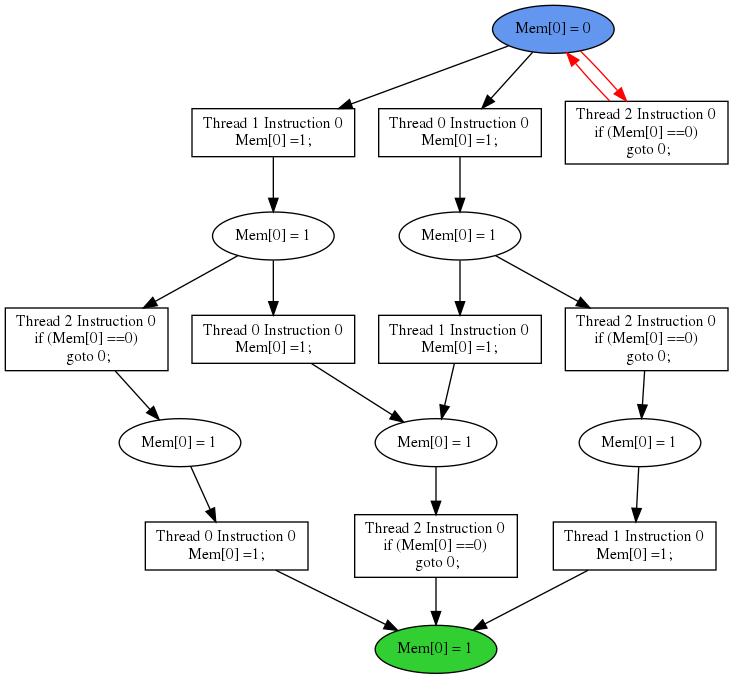 Mem[0] = 0
Thread 1 Instruction 0
Mem[0] =1;
Thread 0 Instruction 0
Mem[0] =1;
Thread 2 Instruction 0
if (Mem[0] ==0)
goto 0;
Mem[0] = 1
Mem[0] = 1
Thread 2 Instruction 0
if (Mem[0] ==0)
goto 0;
Thread 0 Instruction 0
Mem[0] =1;
Thread 1 Instruction 0
Mem[0] =1;
Thread 2 Instruction 0
if (Mem[0] ==0)
goto 0;
Mem[0] = 1
Mem[0] = 1
Mem[0] = 1
Thread 0 Instruction 0
Mem[0] =1;
Thread 2 Instruction 0
if (Mem[0] ==0)
goto 0;
Thread 1 Instruction 0
Mem[0] =1;
Mem[0] = 1